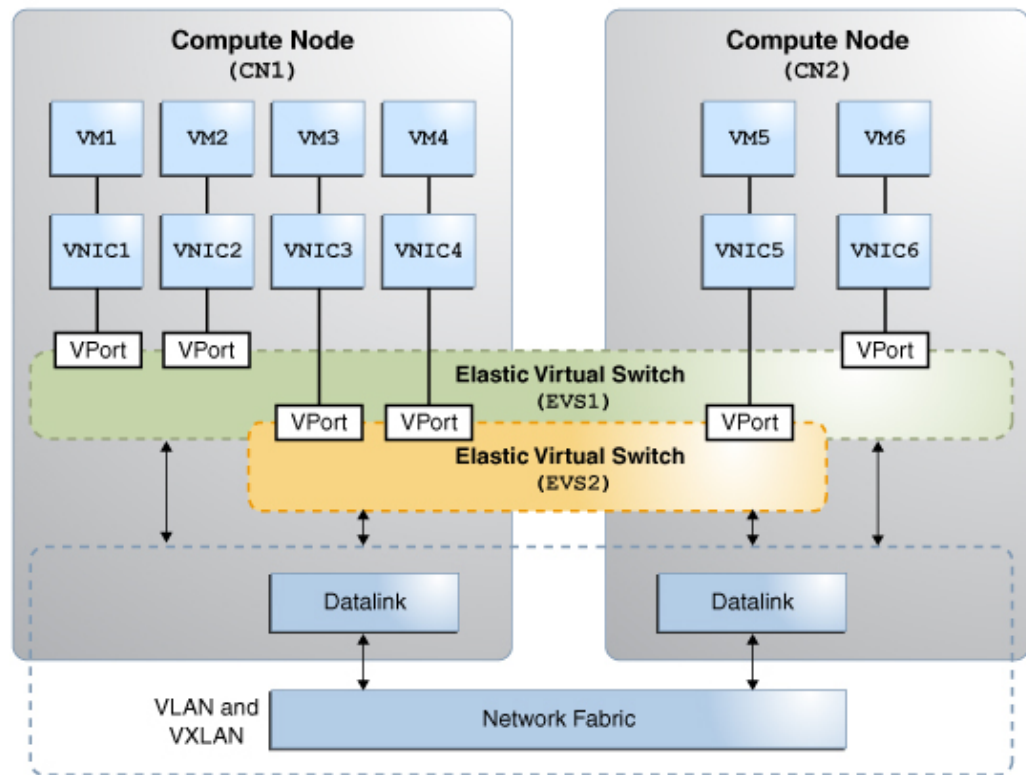 Compute Node
(CN1)
Compute Node
(CN2)
VM1
VM2
VM3
VM4
VM5
VM6
VNIC1
VNIC2
VNIC3
VNIC4
VNIC5
VNIC6
VPort
VPort
VPort
Elastic Virtual Switch
(EVS1)
VPort
VPort
VPort
Elastic Virtual Switch
(EVS2)
Datalink
Datalink
VLAN and
VXLAN
Network Fabric